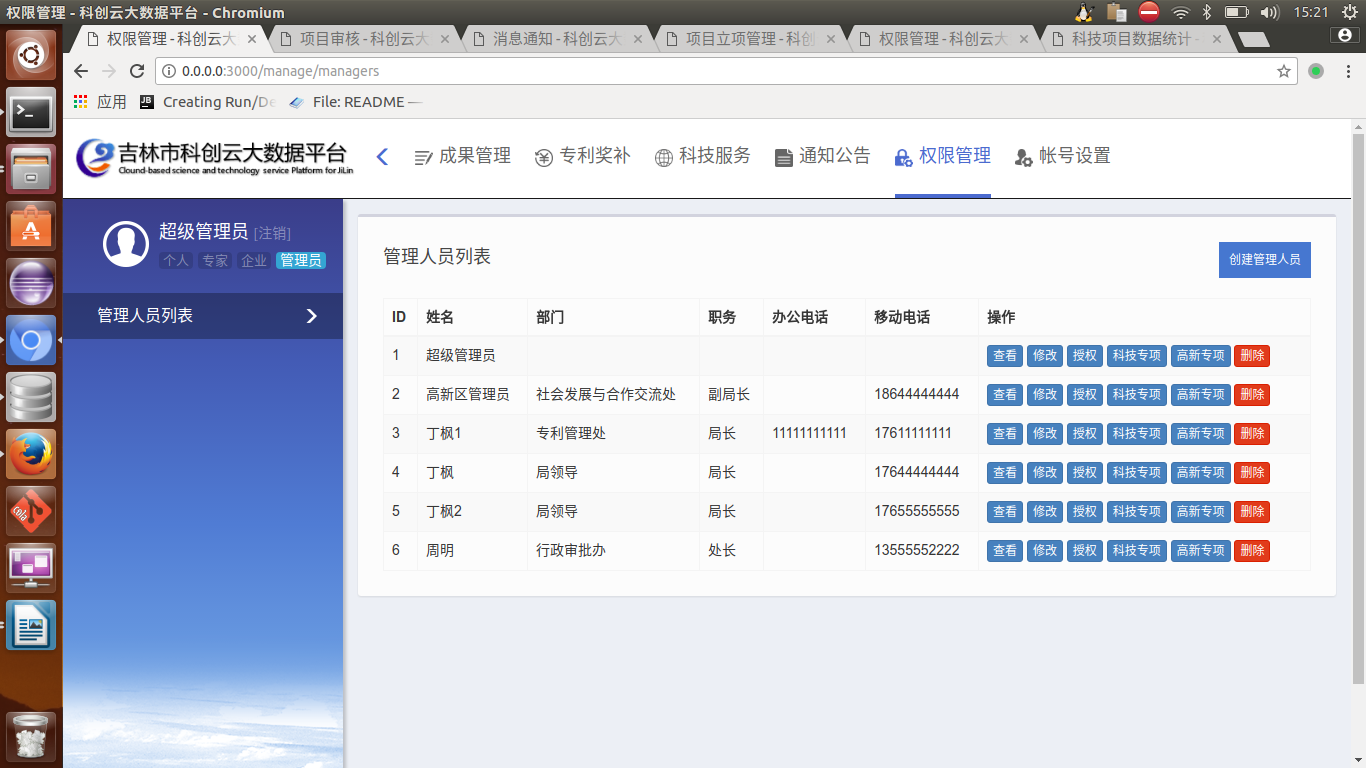 权限管理 - 科创云大数据平台 - Chromium
15:21
权限管理 - 科创云大
项目审核 - 科创云大
消息通知 - 科创云大
项目立项管理 - 科创
权限管理 - 科创云大
科技项目数据统计 -
0.0.0.0:3000/manage/managers
应用
JB
Creating Run/De
File: README —
吉林市科创云大数据平台
Clound-based science and technology service Platform for JiLin
成果管理
专利奖补
科技服务
通知公告
权限管理
帐号设置
超级管理员 [注销]
个人 专家 企业 管理员
管理人员列表
管理人员列表
创建管理人员
ID 姓名 部门 职务 办公电话 移动电话 操作
1 超级管理员 查看 修改 授权 科技专项 高新专项 删除
2 高新区管理员 社会发展与合作交流处 副局长 18644444444 查看 修改 授权 科技专项 高新专项 删除
3 丁枫1 专利管理处 局长 11111111111 17611111111 查看 修改 授权 科技专项 高新专项 删除
4 丁枫 局领导 局长 17644444444 查看 修改 授权 科技专项 高新专项 删除
5 丁枫2 局领导 局长 17655555555 查看 修改 授权 科技专项 高新专项 删除
6 周明 行政审批办 处长 13555552222 查看 修改 授权 科技专项 高新专项 删除
cola